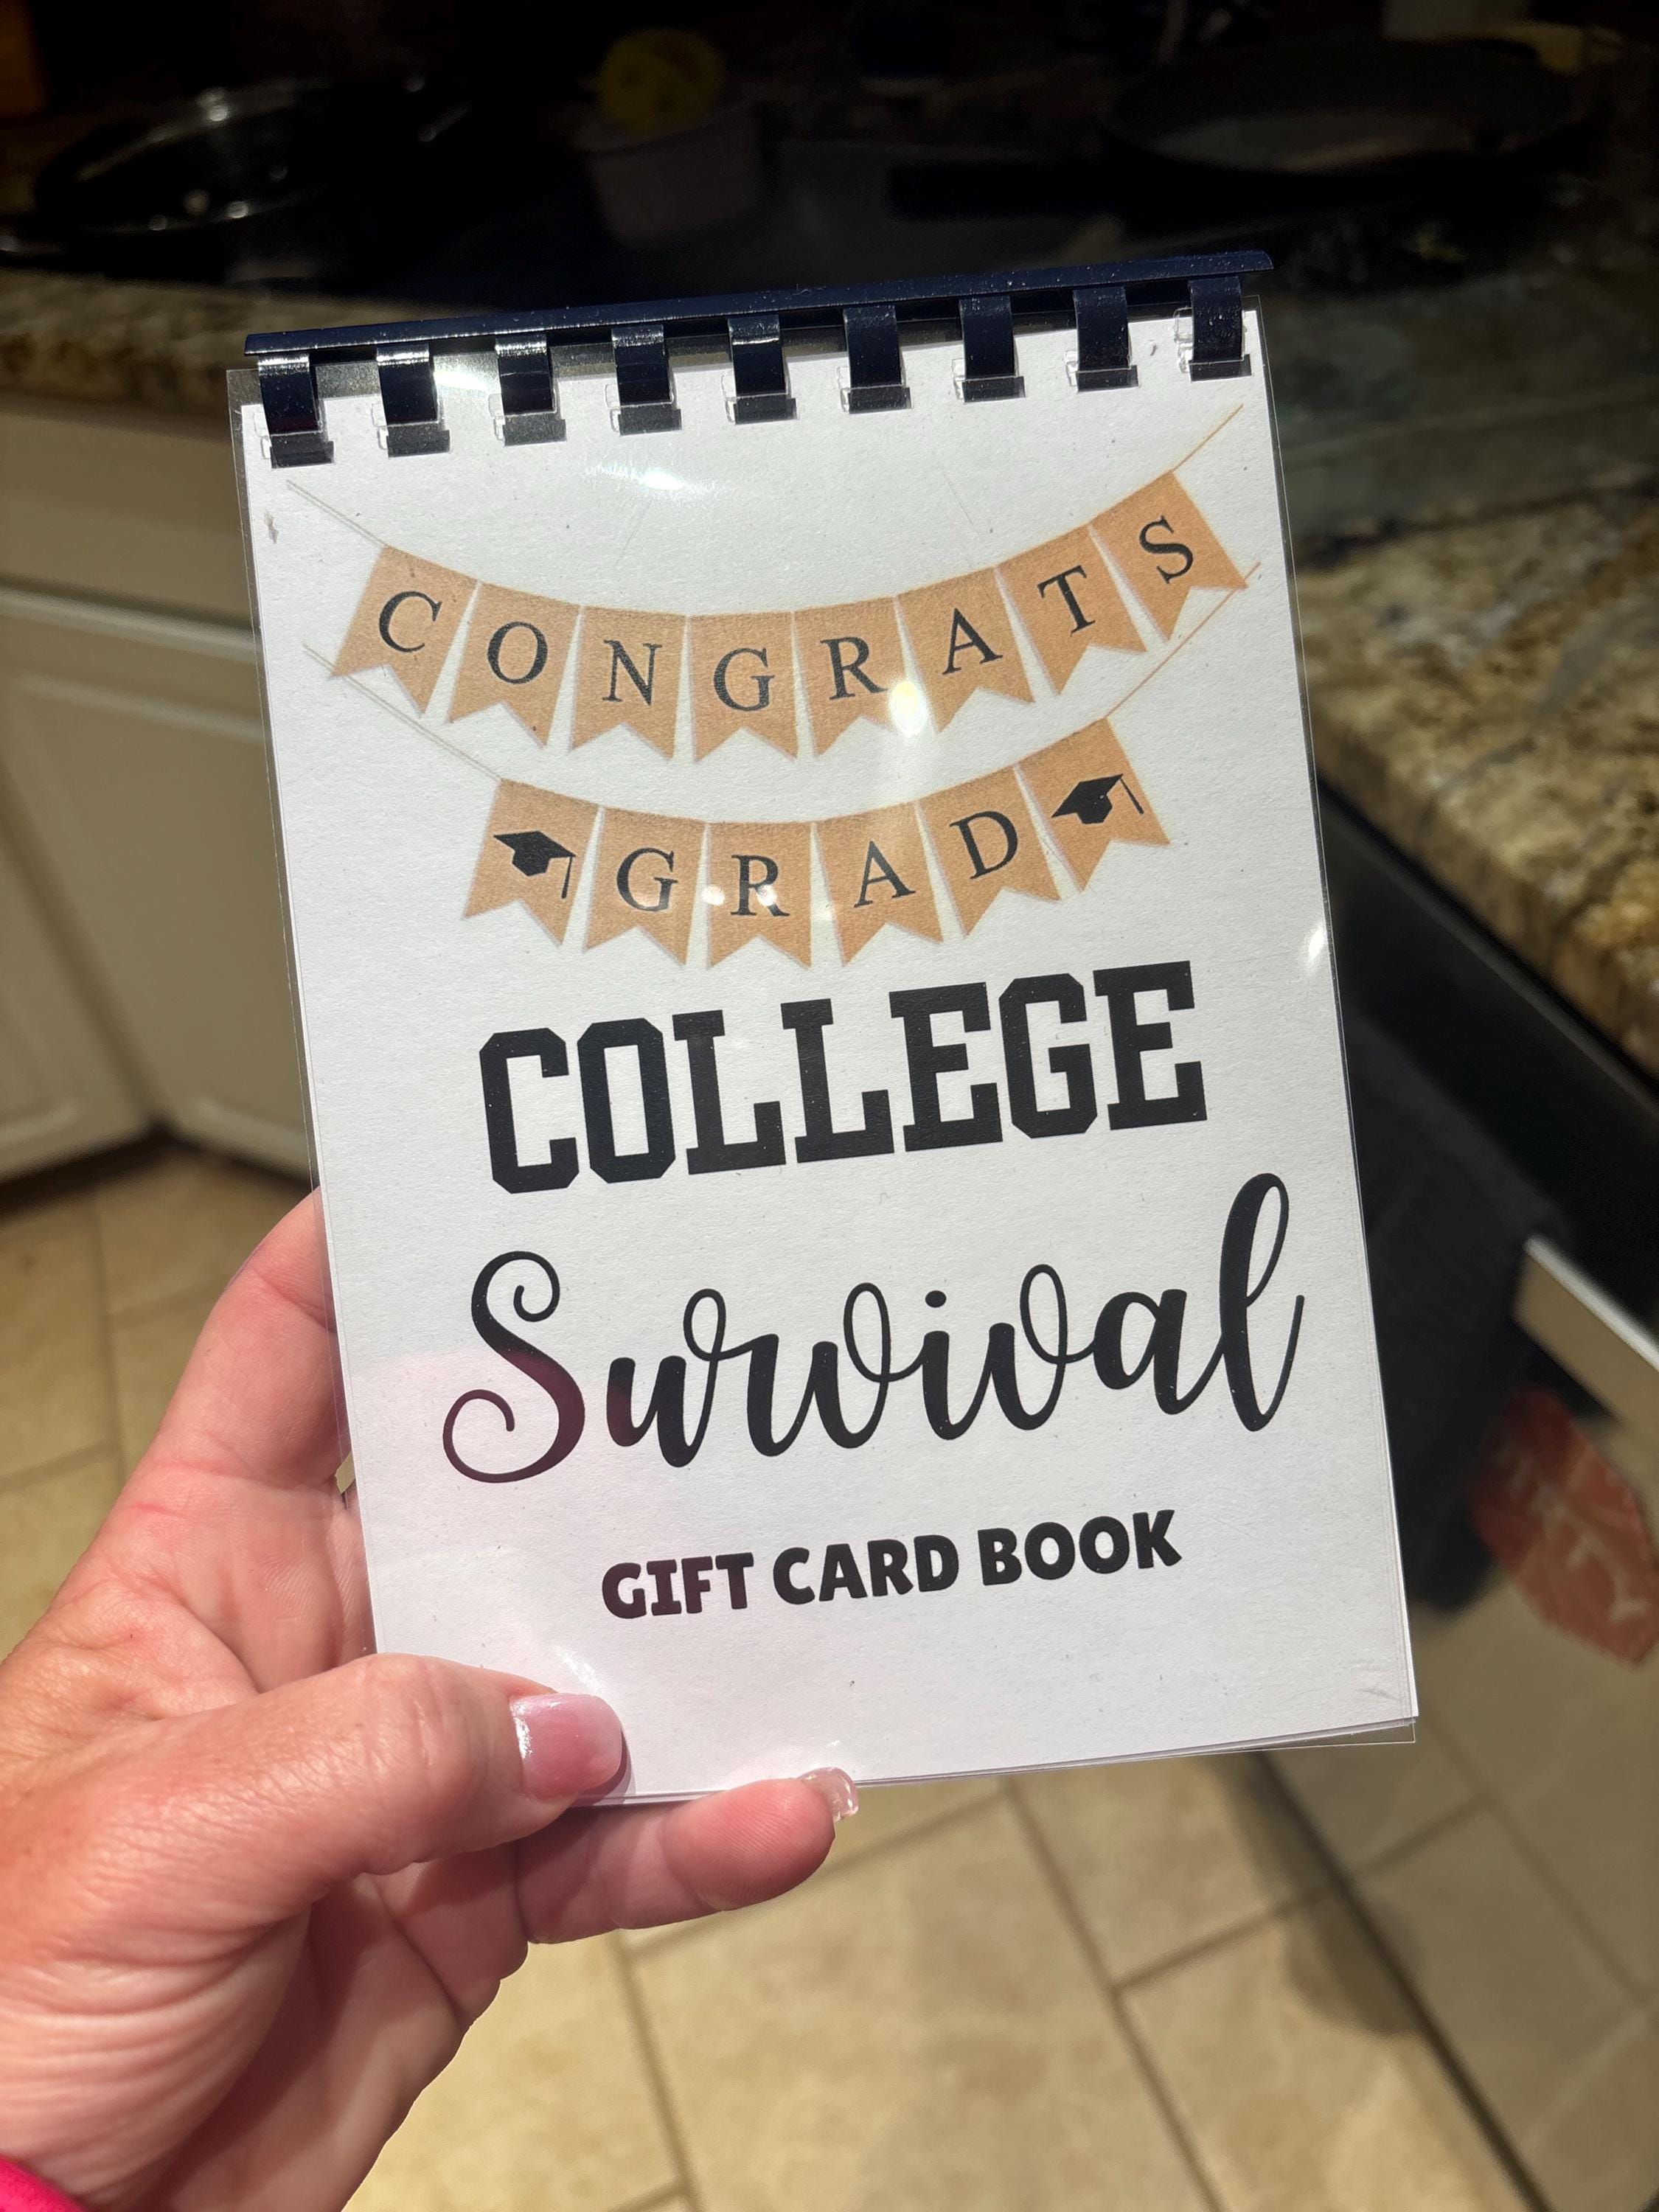 CONGRATS
GRAD
COLLEGE
Survival
GIFT CARD BOOK